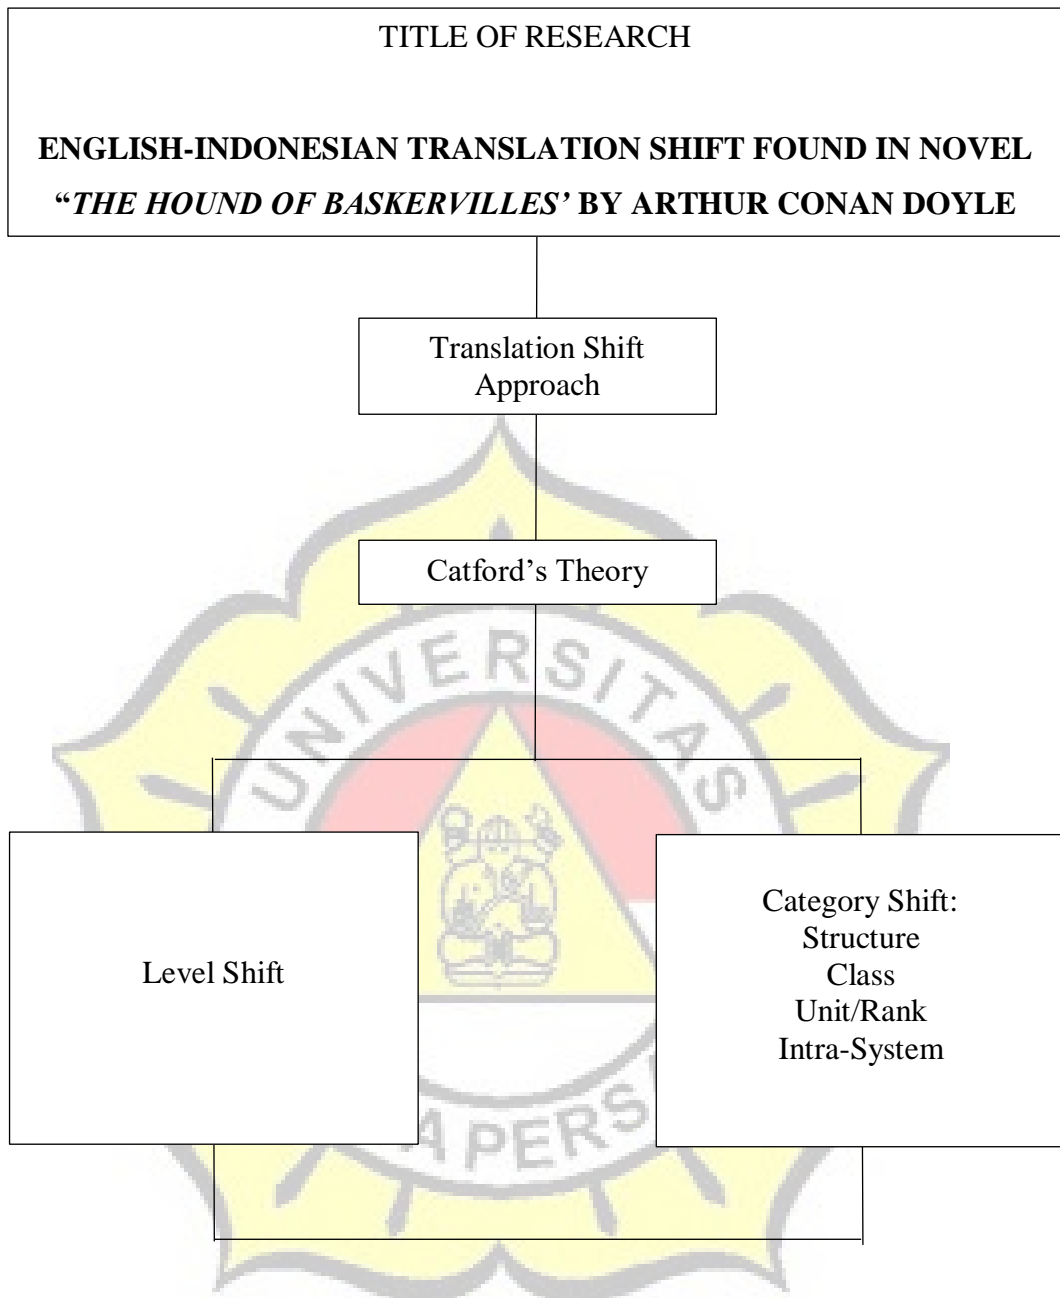 TITLE OF RESEARCH
ENGLISH-INDONESIAN TRANSLATION SHIFT FOUND IN NOVEL
“THE HOUND OF BASKERVILLES’ BY ARTHUR CONAN DOYLE
Translation Shift
Approach
Catford’s Theory
UNIVERSITAS
Level Shift
Category Shift:
Structure
Class
Unit/Rank
Intra-System
APERS